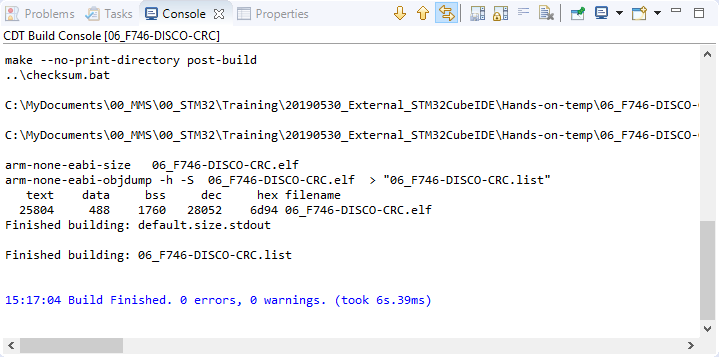 Problems Tasks Console Properties
CDT Build Console [06_F746-DISCO-CRC]
make --no-print-directory post-build
..\checksum.bat
C:\MyDocuments\00_MMS\00_STM32\Training\20190530_External_STM32CubeIDE\Hands-on-temp\06_F746-DISCO-
C:\MyDocuments\00_MMS\00_STM32\Training\20190530_External_STM32CubeIDE\Hands-on-temp\06_F746-DISCO-
arm-none-eabi-size   06_F746-DISCO-CRC.elf
arm-none-eabi-objdump -h -S  06_F746-DISCO-CRC.elf  > "06_F746-DISCO-CRC.list"
   text    data     bss     dec     hex filename
  25804     488    1760   28052    6d94 06_F746-DISCO-CRC.elf
Finished building: default.size.stdout
Finished building: 06_F746-DISCO-CRC.list
15:17:04 Build Finished. 0 errors, 0 warnings. (took 6s.39ms)